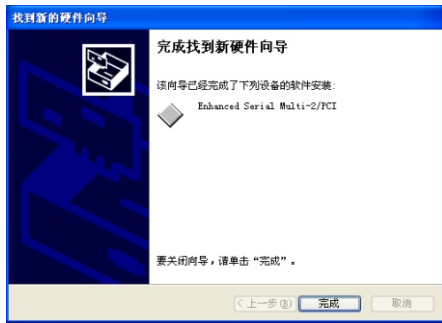 找到新的硬件向导
完成找到新硬件向导
该向导已经完成了下列设备的软件安装:
Enhanced Serial Multi-2/PCI
要关闭向导，请单击“完成”。
< 上一步(B) 完成 取消